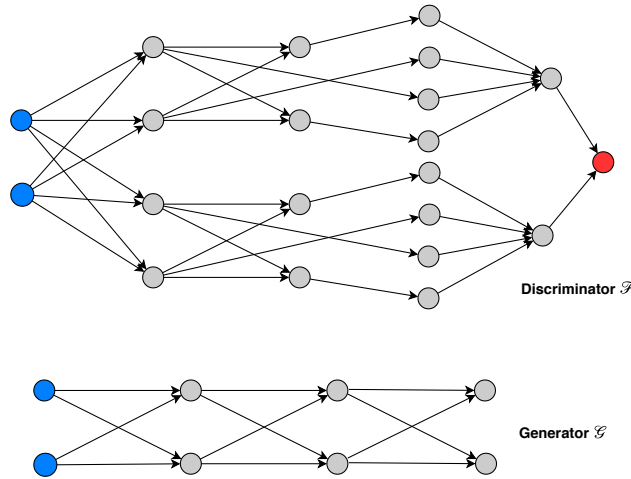 Discriminator ℱ
Generator 𝒢